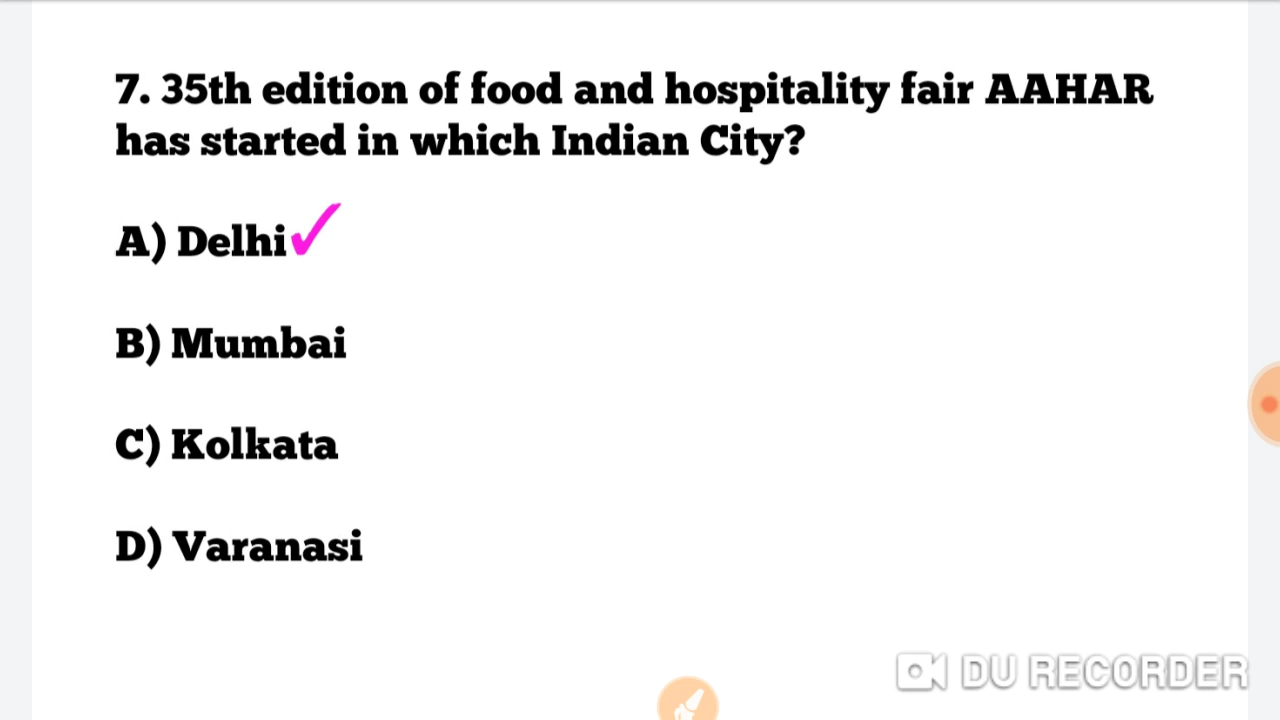 7. 35th edition of food and hospitality fair AAHAR
has started in which Indian City?
A) Delhi
B) Mumbai
C) Kolkata
D) Varanasi
DU RECORDER